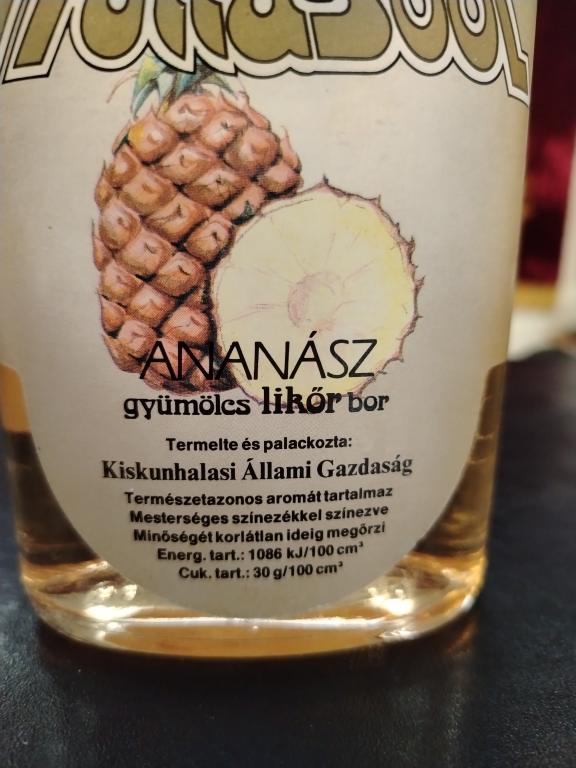 ANANÁSZ
gyümölcs likőr bor
Termelte és palackozta:
Kiskunhalasi Állami Gazdaság
Természetazonos aromát tartalmaz
Mesterséges színezékkel színezve
Minőségét korlátlan ideig megőrzi
Energ. tart.: 1086 kJ/100 cm³
Cuk. tart.: 30 g/100 cm³